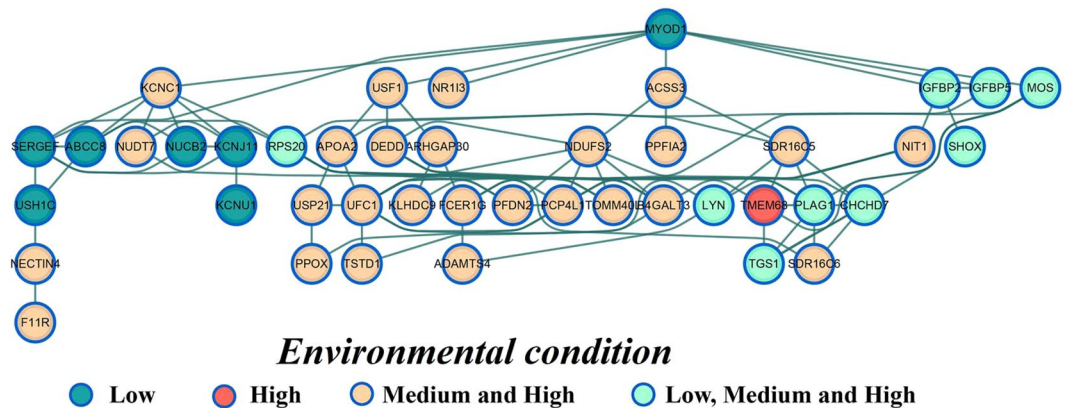 MYOD1
KCNC1 USF1 NR1I3 ACSS3 IGFBP2 IGFBP5 MOS
SERGEF ABCC8 NUDT7 NUCB2 KCNJ11 RPS20 APOA2 DEDD ARHGAP30 NDUFS2 PPFIA2 SDR16C5 NIT1 SHOX
USH1C KCNU1 USP21 UFC1 KLHDC9 FCER1G PFDN2 PCP4L1 TOMM40L B4GALT3 LYN TMEM68 PLAG1 CHCHD7
NECTIN4 PPOX TSTD1 ADAMTS4 TGS1 SDR16C6
F11R
Environmental condition
Low High Medium and High Low, Medium and High